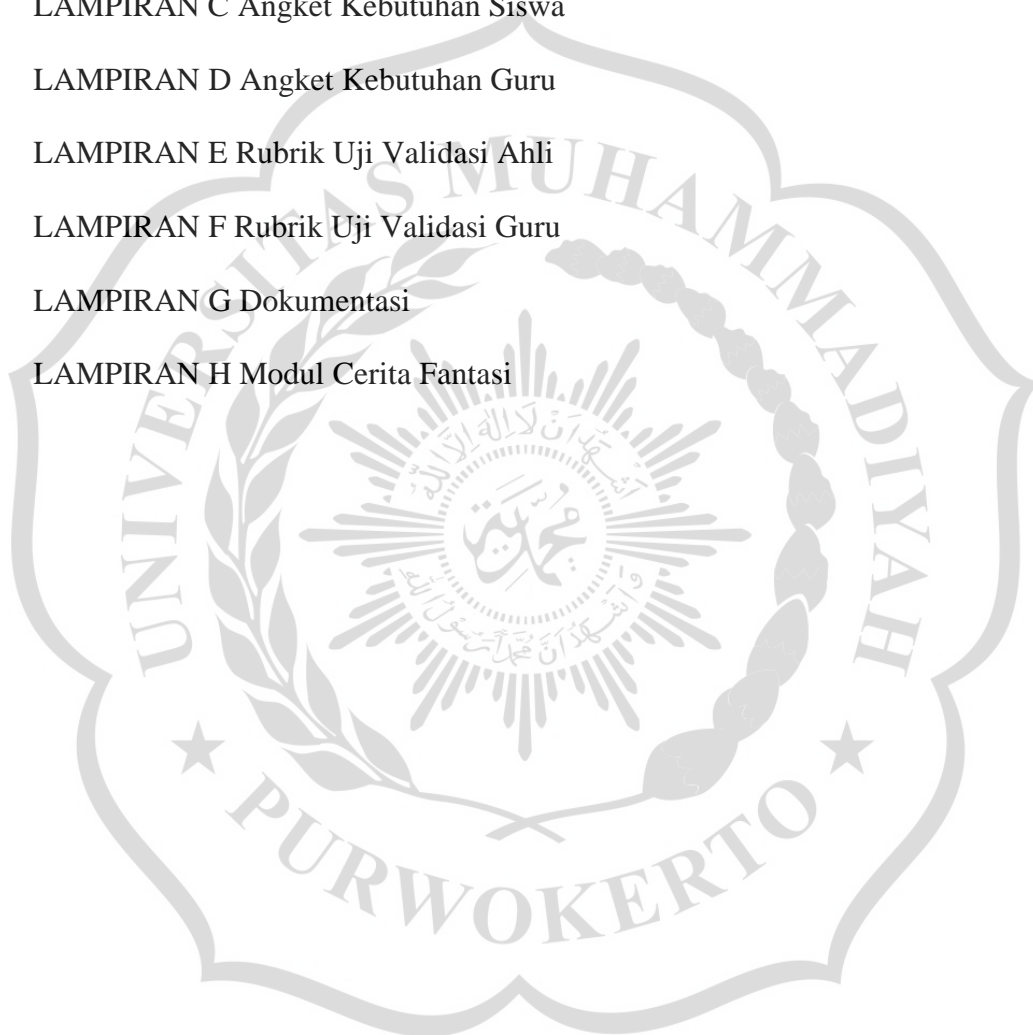 LAMPIRAN C Angket Kebutuhan Siswa
LAMPIRAN D Angket Kebutuhan Guru
LAMPIRAN E Rubrik Uji Validasi Ahli
LAMPIRAN F Rubrik Uji Validasi Guru
LAMPIRAN G Dokumentasi
LAMPIRAN H Modul Cerita Fantasi
UNIVERSITAS MUHAMMADIYAH
PURWOKERTO